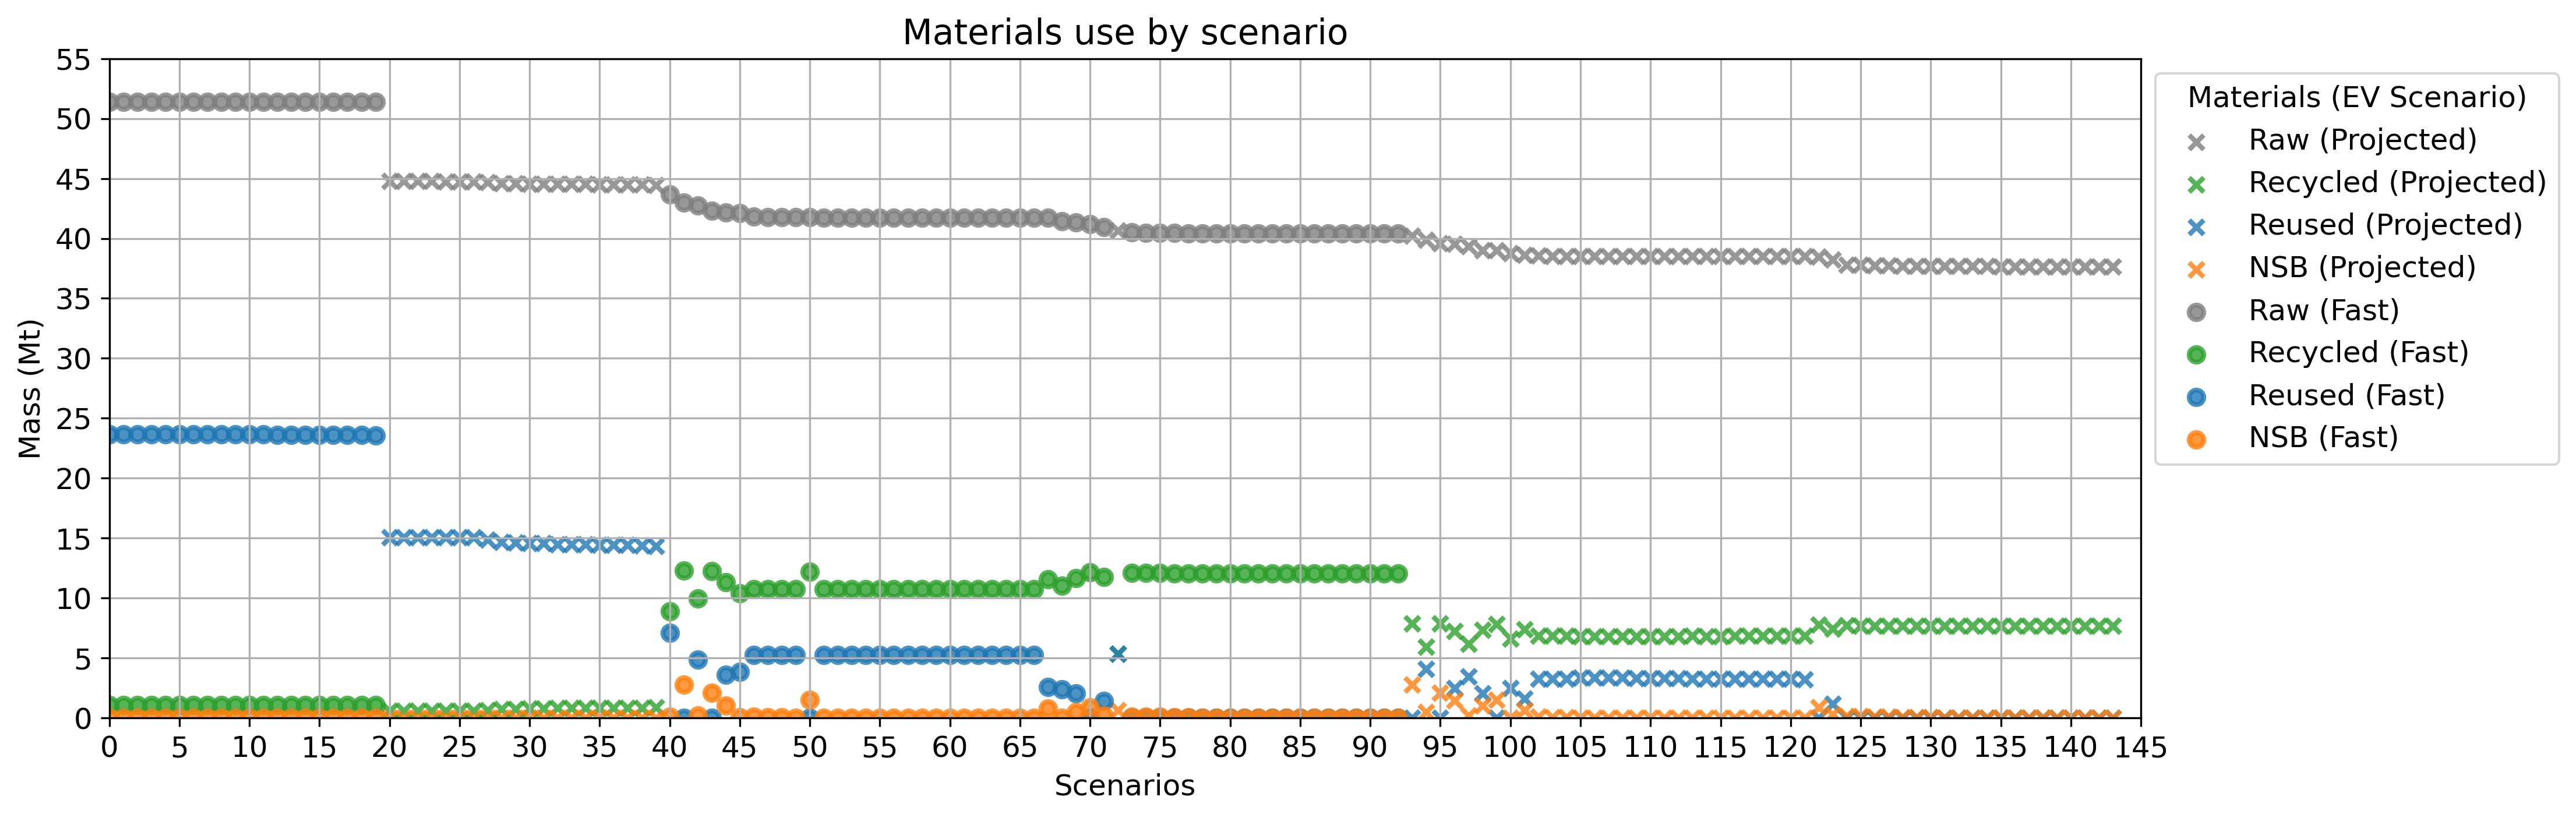 Materials use by scenario
55
50
45
40
35
30
25
20
15
10
5
0
Mass (Mt)
0 5 10 15 20 25 30 35 40 45 50 55 60 65 70 75 80 85 90 95 100 105 110 115 120 125 130 135 140 145
Scenarios
Materials (EV Scenario)
Raw (Projected)
Recycled (Projected)
Reused (Projected)
NSB (Projected)
Raw (Fast)
Recycled (Fast)
Reused (Fast)
NSB (Fast)